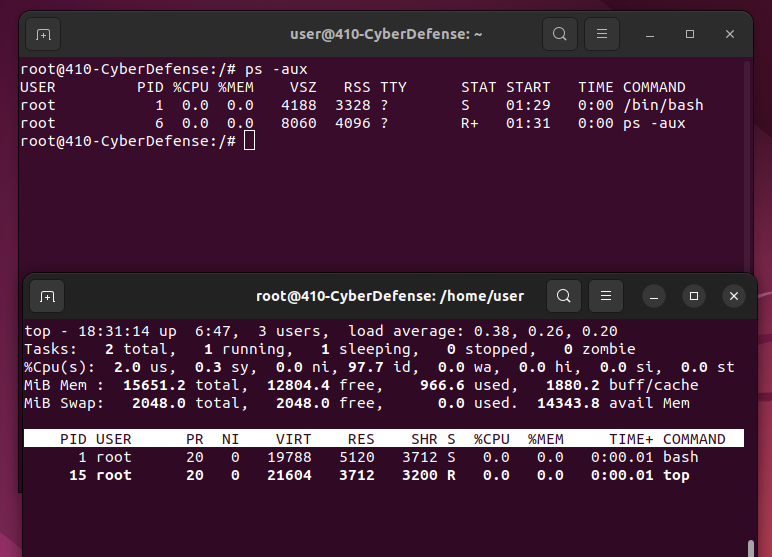 user@410-CyberDefense: ~
root@410-CyberDefense:/# ps -aux
USER PID %CPU %MEM VSZ RSS TTY STAT START TIME COMMAND
root 1 0.0 0.0 4188 3328 ? S 01:29 0:00 /bin/bash
root 6 0.0 0.0 8060 4096 ? R+ 01:31 0:00 ps -aux
root@410-CyberDefense:/#
root@410-CyberDefense: /home/user
top - 18:31:14 up 6:47, 3 users, load average: 0.38, 0.26, 0.20
Tasks: 2 total, 1 running, 1 sleeping, 0 stopped, 0 zombie
%Cpu(s): 2.0 us, 0.3 sy, 0.0 ni, 97.7 id, 0.0 wa, 0.0 hi, 0.0 si, 0.0 st
MiB Mem : 15651.2 total, 12804.4 free, 966.6 used, 1880.2 buff/cache
MiB Swap: 2048.0 total, 2048.0 free, 0.0 used. 14343.8 avail Mem
PID USER PR NI VIRT RES SHR S %CPU %MEM TIME+ COMMAND
1 root 20 0 19788 5120 3712 S 0.0 0.0 0:00.01 bash
15 root 20 0 21604 3712 3200 R 0.0 0.0 0:00.01 top